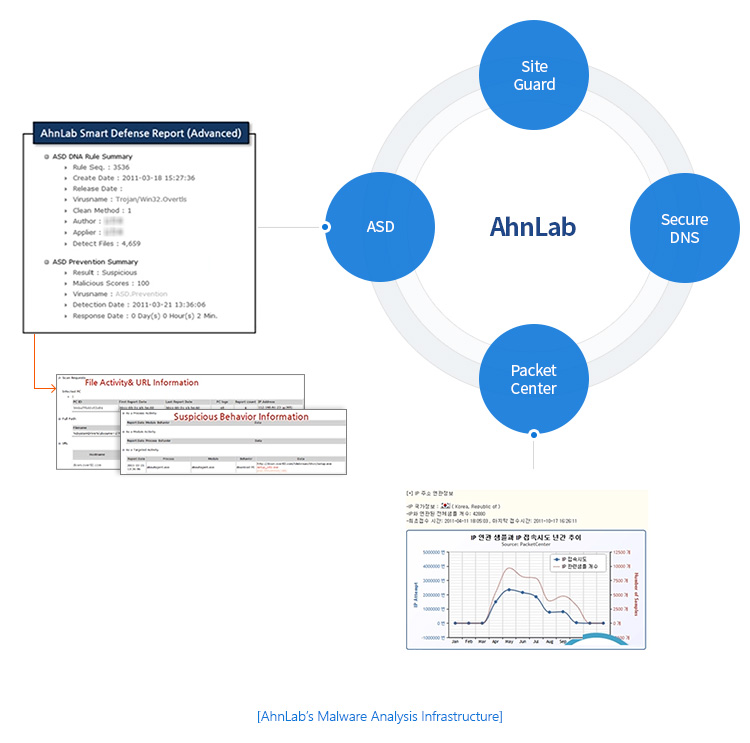 Site
Guard
AhnLab Smart Defense Report (Advanced)
ASD DNA Rule Summary
Rule Seq. : 3536
Create Date : 2011-03-18 15:27:36
Release Date :
Virusname : Trojan/Win32.Overtls
Clean Method : 1
Author :
Applier :
Detect Files : 4,659
ASD Prevention Summary
Result : Suspicious
Malicious Scores : 100
Virusname : ASD.Prevention
Detection Date : 2011-03-21 13:36:06
Response Date : 0 Day(s) 0 Hour(s) 2 Min.
ASD
AhnLab
Secure
DNS
Packet
Center
File Activity& URL Information
Suspicious Behavior Information
[+] IP 주소 연관정보
-IP 국가정보 : ( Korea, Republic of )
-IP와 연관된 전체샘플 개수: 42880
-최초접수 시간: 2011-04-11 18:05:03, 마지막 접수시간: 2011-10-17 16:26:11
IP 연관 샘플과 IP 접속시도 년간 추이
Source: PacketCenter
IP 접속시도
IP 관련샘플 개수
IP Attempt
5000000 번
4000000 번
3000000 번
2000000 번
1000000 번
0 번
-1000000 번
12500 개
10000 개
7500 개
5000 개
2500 개
0 개
Number of Samples
Jan Feb Mar Apr May Jun Jul Aug Sep
[AhnLab's Malware Analysis Infrastructure]